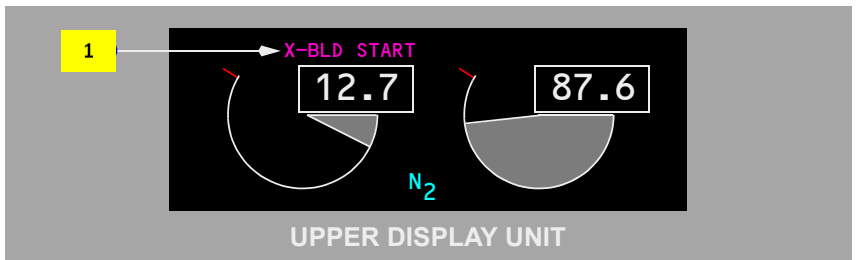 1
X-BLD START
12.7
87.6
N2
UPPER DISPLAY UNIT